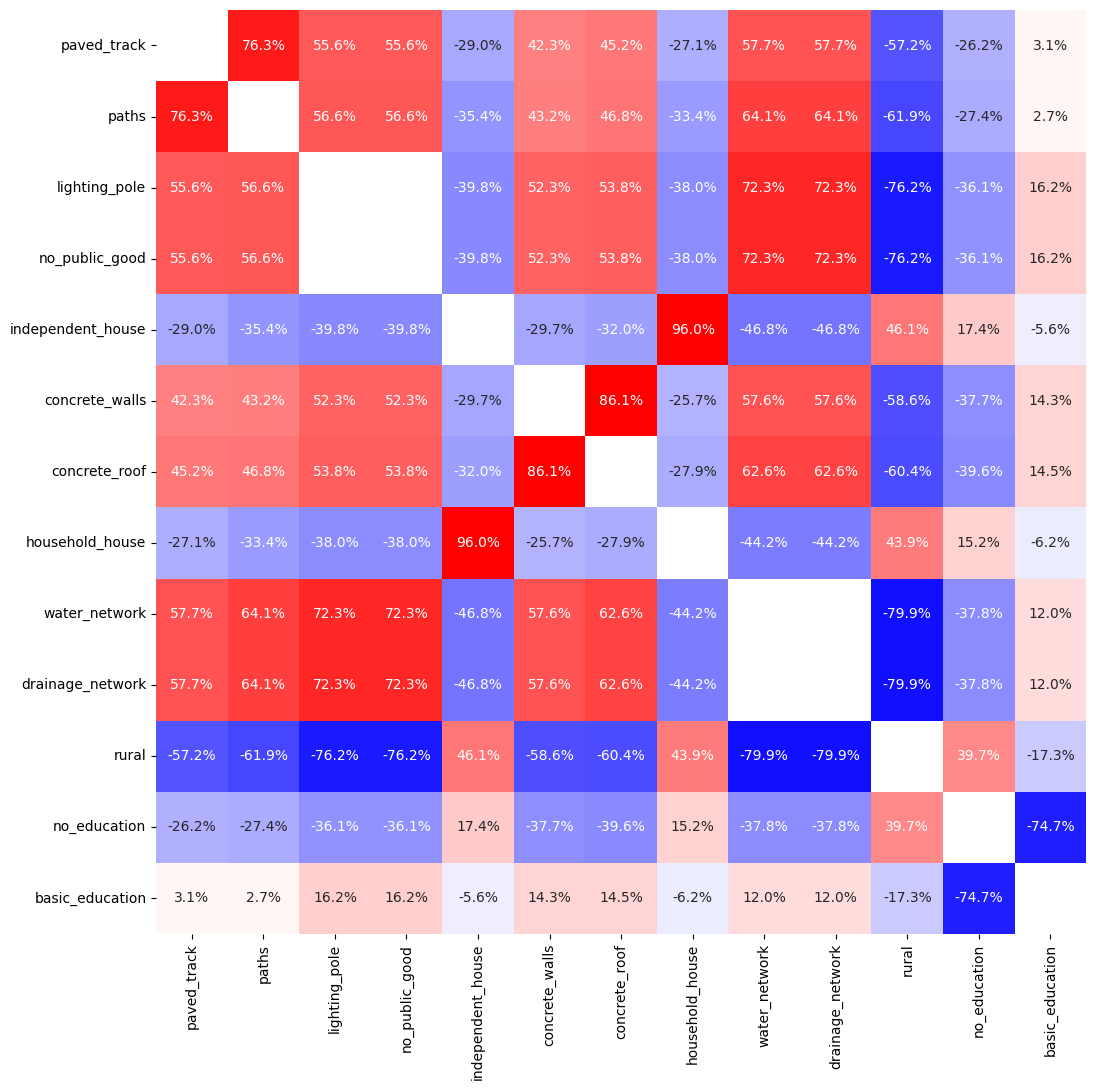 paved_track 76.3% 55.6% 55.6% -29.0% 42.3% 45.2% -27.1% 57.7% 57.7% -57.2% -26.2% 3.1%
paths 76.3% 56.6% 56.6% -35.4% 43.2% 46.8% -33.4% 64.1% 64.1% -61.9% -27.4% 2.7%
lighting_pole 55.6% 56.6% -39.8% 52.3% 53.8% -38.0% 72.3% 72.3% -76.2% -36.1% 16.2%
no_public_good 55.6% 56.6% -39.8% 52.3% 53.8% -38.0% 72.3% 72.3% -76.2% -36.1% 16.2%
independent_house -29.0% -35.4% -39.8% -39.8% -29.7% -32.0% 96.0% -46.8% -46.8% 46.1% 17.4% -5.6%
concrete_walls 42.3% 43.2% 52.3% 52.3% -29.7% 86.1% -25.7% 57.6% 57.6% -58.6% -37.7% 14.3%
concrete_roof 45.2% 46.8% 53.8% 53.8% -32.0% 86.1% -27.9% 62.6% 62.6% -60.4% -39.6% 14.5%
household_house -27.1% -33.4% -38.0% -38.0% 96.0% -25.7% -27.9% -44.2% -44.2% 43.9% 15.2% -6.2%
water_network 57.7% 64.1% 72.3% 72.3% -46.8% 57.6% 62.6% -44.2% -79.9% -37.8% 12.0%
drainage_network 57.7% 64.1% 72.3% 72.3% -46.8% 57.6% 62.6% -44.2% -79.9% -37.8% 12.0%
rural -57.2% -61.9% -76.2% -76.2% 46.1% -58.6% -60.4% 43.9% -79.9% -79.9% 39.7% -17.3%
no_education -26.2% -27.4% -36.1% -36.1% 17.4% -37.7% -39.6% 15.2% -37.8% -37.8% 39.7% -74.7%
basic_education 3.1% 2.7% 16.2% 16.2% -5.6% 14.3% 14.5% -6.2% 12.0% 12.0% -17.3% -74.7%
paved_track
paths
lighting_pole
no_public_good
independent_house
concrete_walls
concrete_roof
household_house
water_network
drainage_network
rural
no_education
basic_education